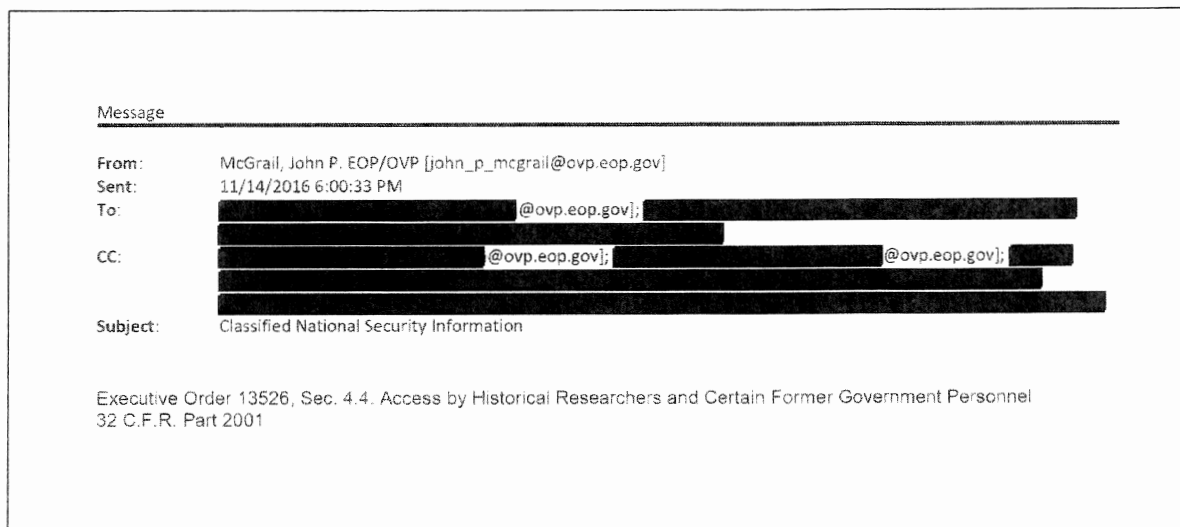 Message
From: McGrail, John P. EOP/OVP [john_p_mcgrail@ovp.eop.gov]
Sent: 11/14/2016 6:00:33 PM
To: @ovp.eop.gov];
CC: @ovp.eop.gov]; @ovp.eop.gov];
Subject: Classified National Security Information
Executive Order 13526, Sec. 4.4. Access by Historical Researchers and Certain Former Government Personnel
32 C.F.R. Part 2001